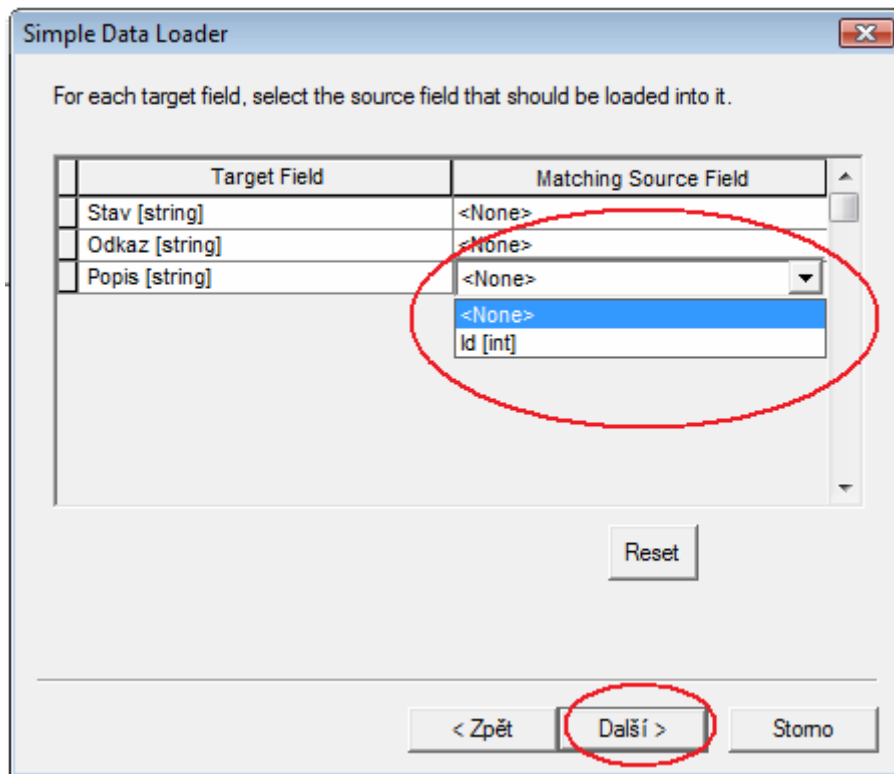 Simple Data Loader
For each target field, select the source field that should be loaded into it.
Target Field Matching Source Field
Stav [string] <None>
Odkaz [string] <None>
Popis [string] <None>
<None>
Id [int]
Reset
< Zpět Další > Storno